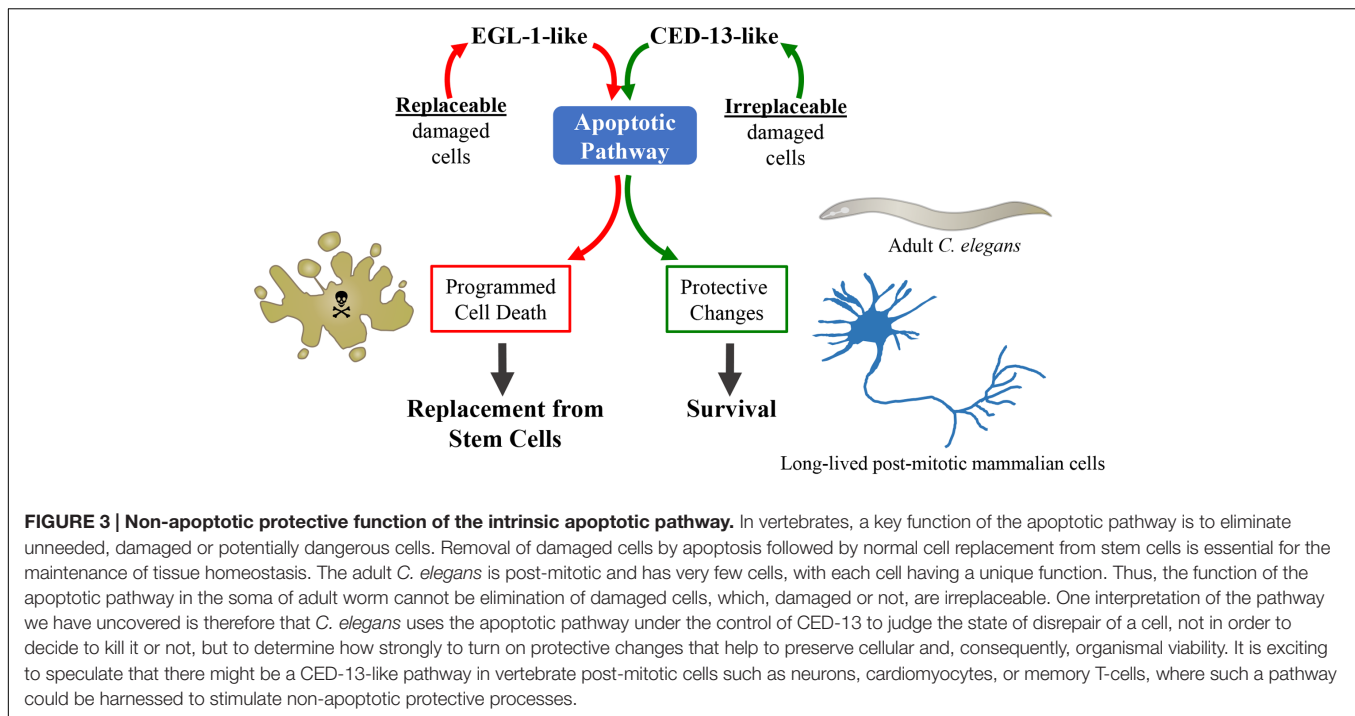 EGL-1-like
CED-13-like
Replaceable
damaged
cells
Apoptotic
Pathway
Irreplaceable
damaged
cells
Adult C. elegans
Programmed
Cell Death
Protective
Changes
Replacement from
Stem Cells
Survival
Long-lived post-mitotic mammalian cells
FIGURE 3 | Non-apoptotic protective function of the intrinsic apoptotic pathway. In vertebrates, a key function of the apoptotic pathway is to eliminate
unneeded, damaged or potentially dangerous cells. Removal of damaged cells by apoptosis followed by normal cell replacement from stem cells is essential for the
maintenance of tissue homeostasis. The adult C. elegans is post-mitotic and has very few cells, with each cell having a unique function. Thus, the function of the
apoptotic pathway in the soma of adult worm cannot be elimination of damaged cells, which, damaged or not, are irreplaceable. One interpretation of the pathway
we have uncovered is therefore that C. elegans uses the apoptotic pathway under the control of CED-13 to judge the state of disrepair of a cell, not in order to
decide to kill it or not, but to determine how strongly to turn on protective changes that help to preserve cellular and, consequently, organismal viability. It is exciting
to speculate that there might be a CED-13-like pathway in vertebrate post-mitotic cells such as neurons, cardiomyocytes, or memory T-cells, where such a pathway
could be harnessed to stimulate non-apoptotic protective processes.